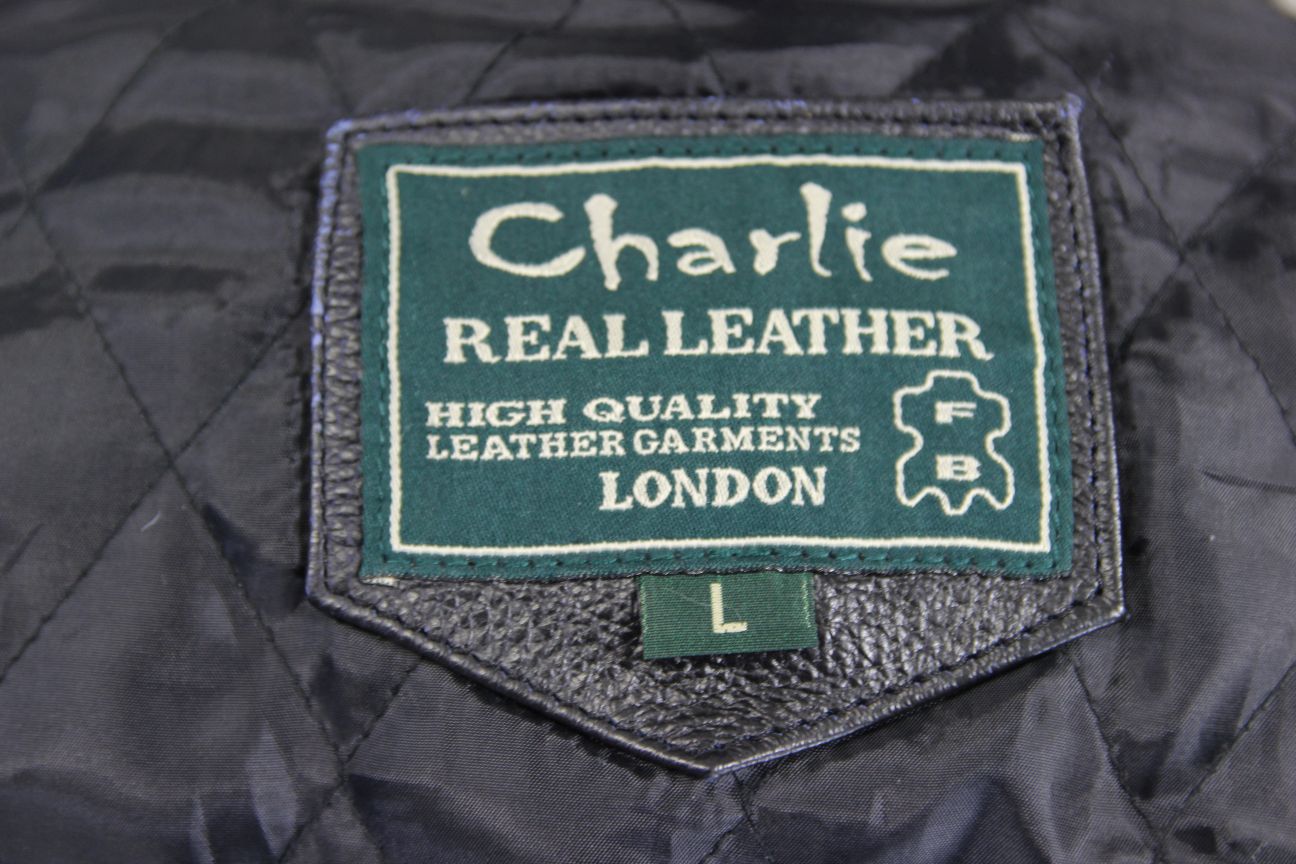 Charlie
REAL LEATHER
HIGH QUALITY
LEATHER GARMENTS
LONDON
F
B
L